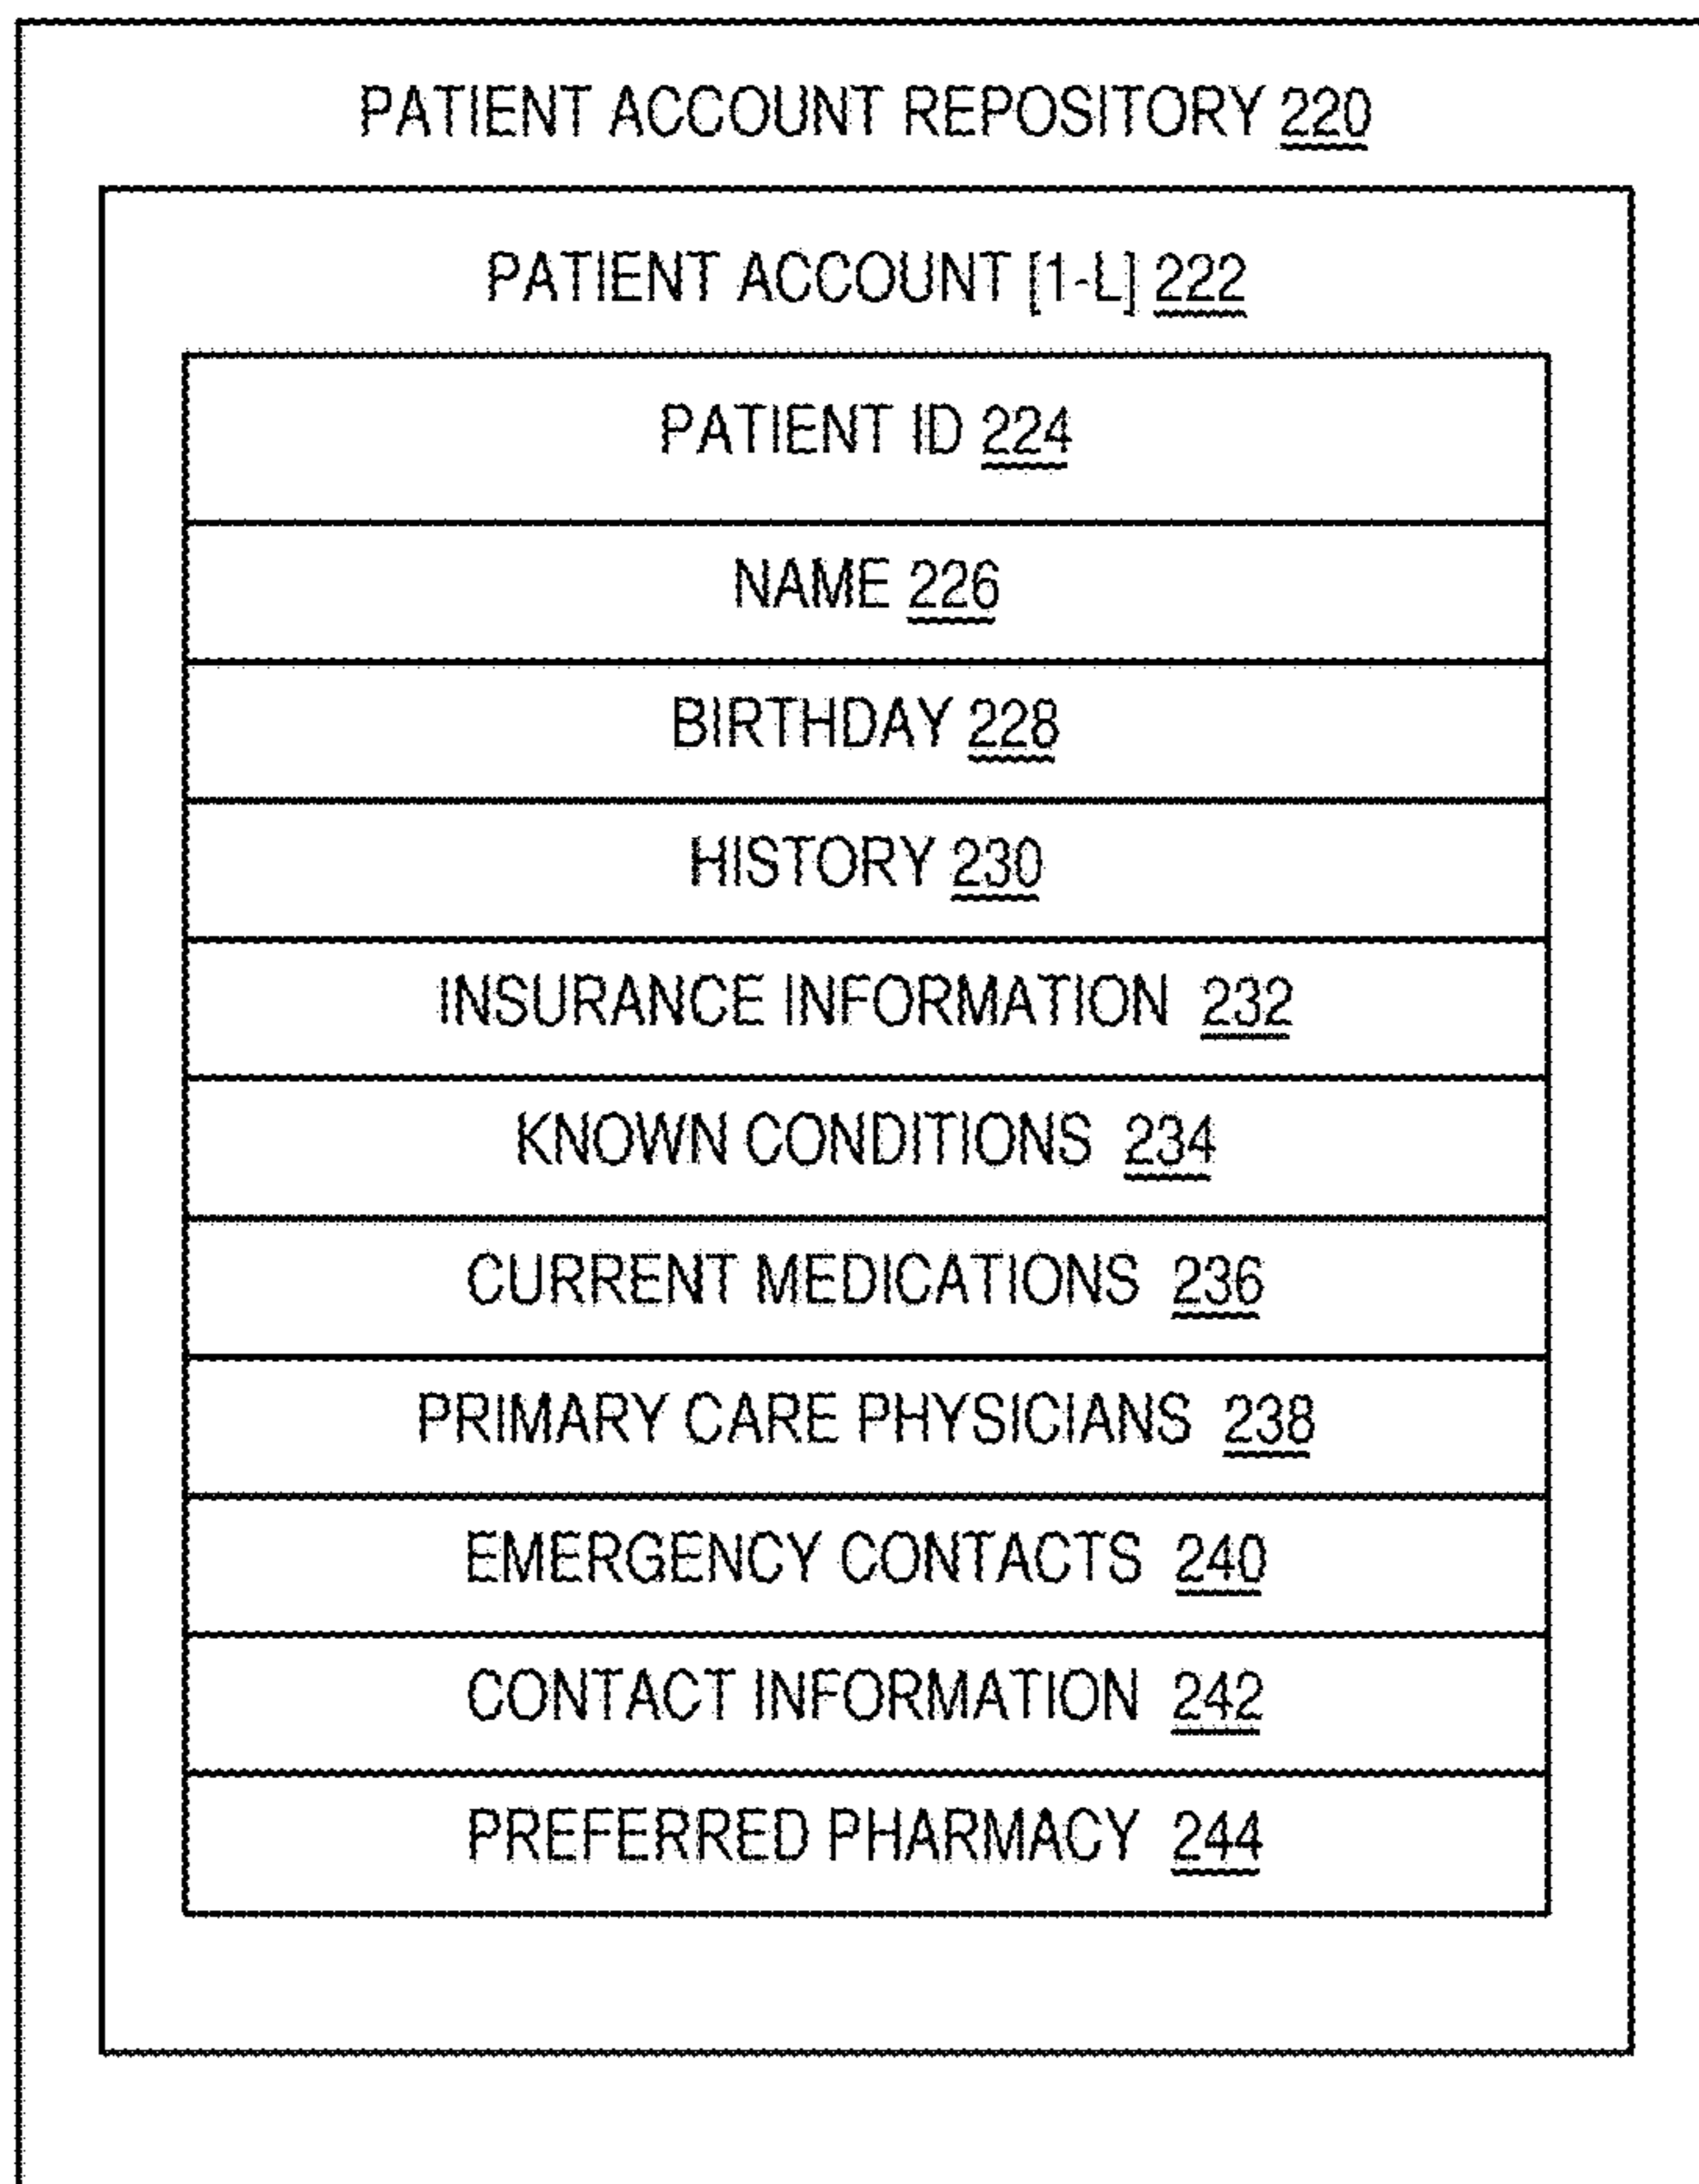 PATIENT ACCOUNT REPOSITORY 220
PATIENT ACCOUNT [1-L] 222
PATIENT ID 224
NAME 226
BIRTHDAY 228
HISTORY 230
INSURANCE INFORMATION 232
KNOWN CONDITIONS 234
CURRENT MEDICATIONS 236
PRIMARY CARE PHYSICIANS 238
EMERGENCY CONTACTS 240
CONTACT INFORMATION 242
PREFERRED PHARMACY 244